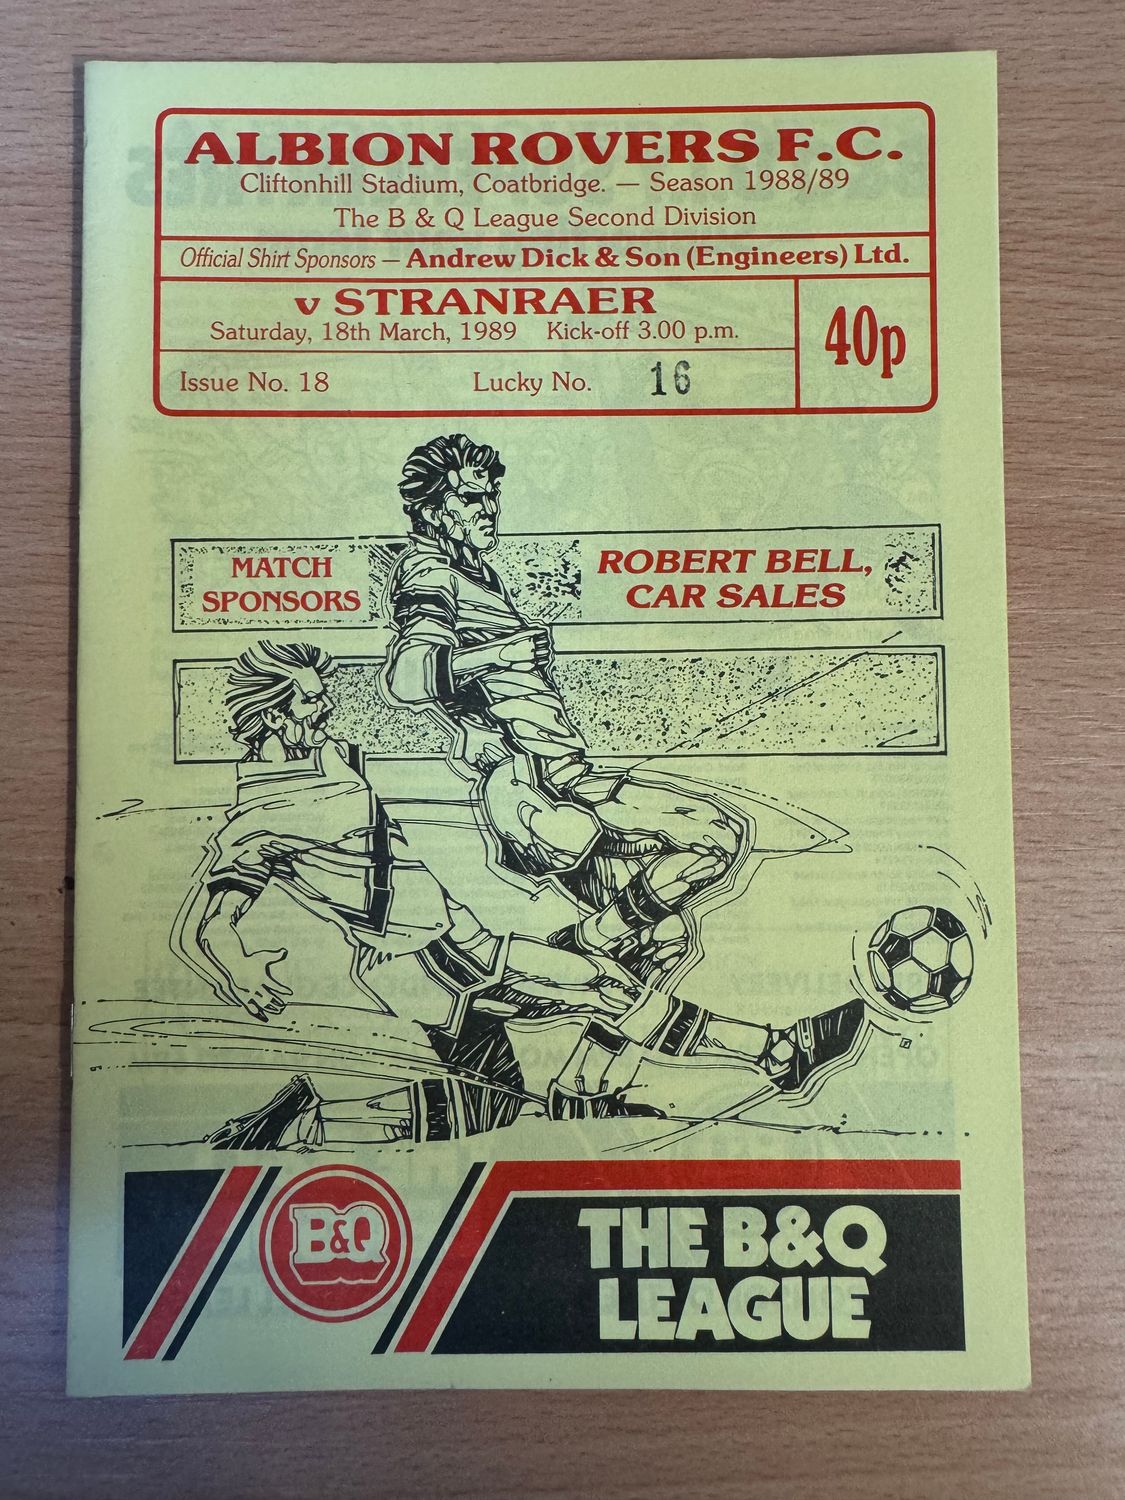 ALBION ROVERS F.C.
Cliftonhill Stadium, Coatbridge. — Season 1988/89
The B & Q League Second Division
Official Shirt Sponsors — Andrew Dick & Son (Engineers) Ltd.
v STRANRAER
Saturday, 18th March, 1989 Kick-off 3.00 p.m.
40p
Issue No. 18 Lucky No. 16
MATCH
SPONSORS
ROBERT BELL,
CAR SALES
B&Q
THE B&Q
LEAGUE